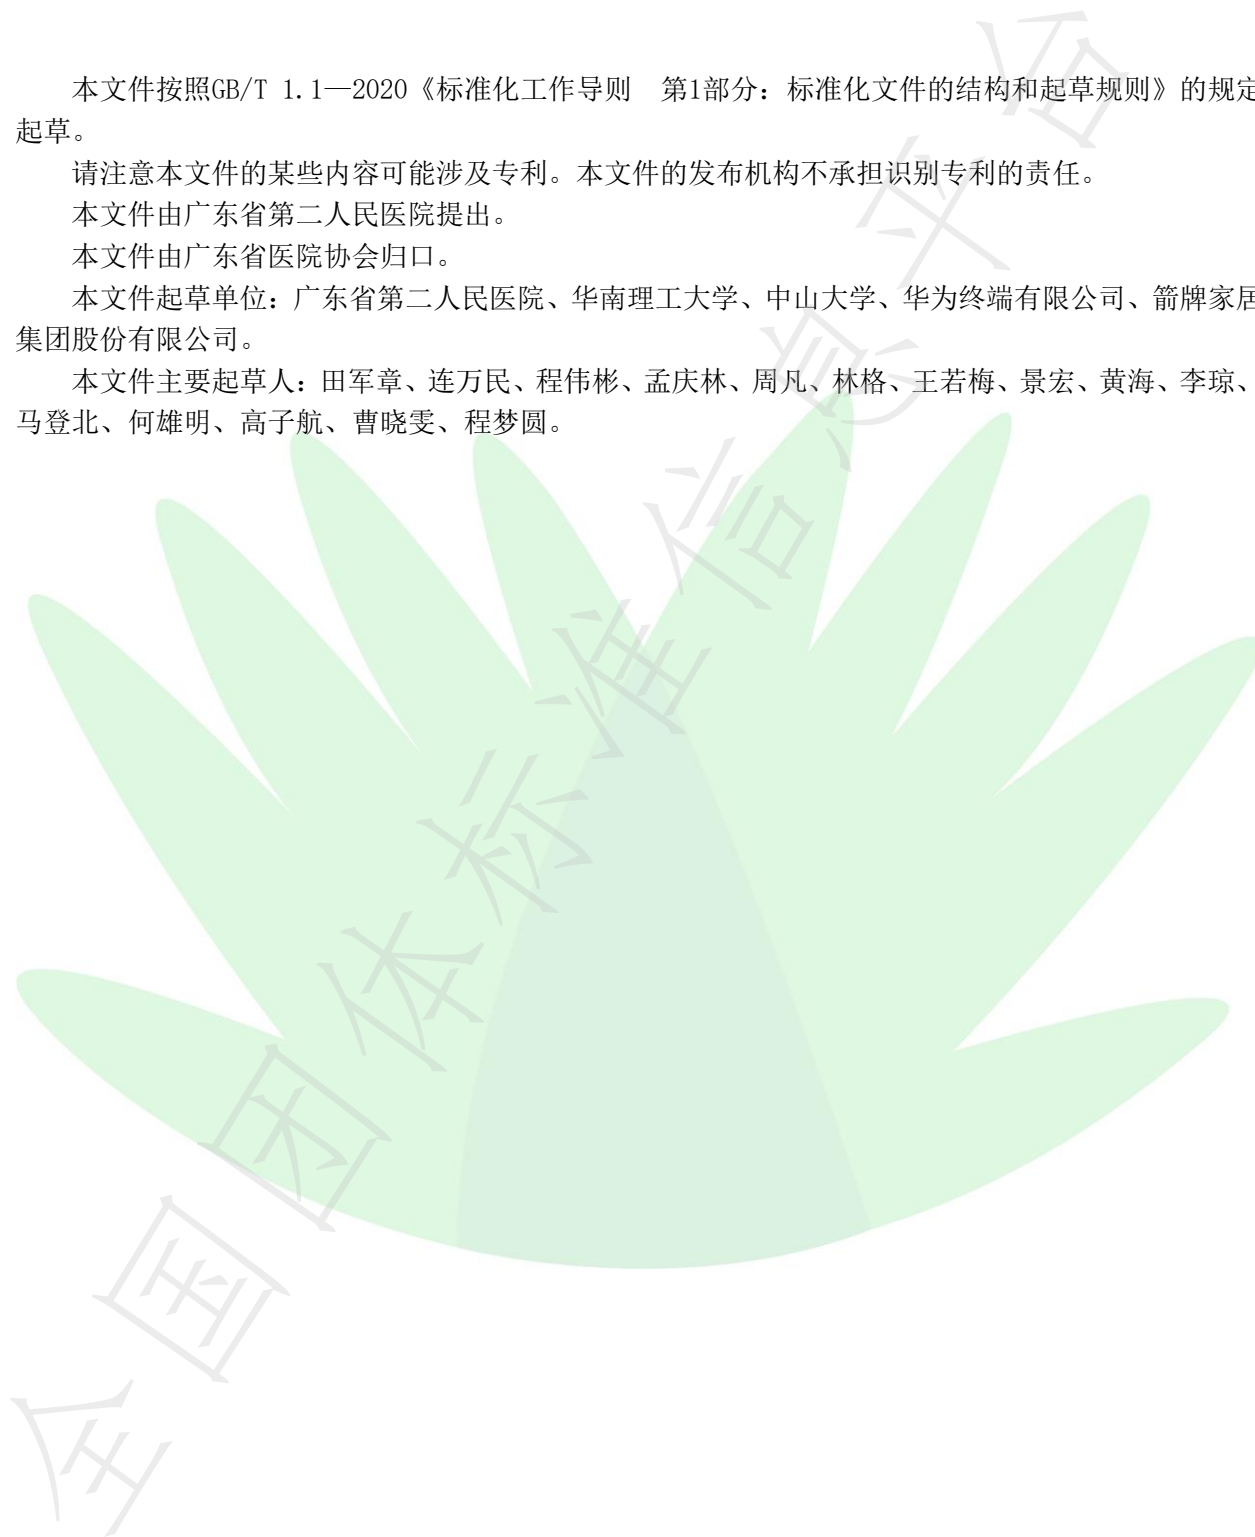 本文件按照GB/T 1.1—2020《标准化工作导则　第1部分：标准化文件的结构和起草规则》的规定
起草。
请注意本文件的某些内容可能涉及专利。本文件的发布机构不承担识别专利的责任。
本文件由广东省第二人民医院提出。
本文件由广东省医院协会归口。
本文件起草单位：广东省第二人民医院、华南理工大学、中山大学、华为终端有限公司、箭牌家居
集团股份有限公司。
本文件主要起草人：田军章、连万民、程伟彬、孟庆林、周凡、林格、王若梅、景宏、黄海、李琼、
马登北、何雄明、高子航、曹晓雯、程梦圆。
全国团体标准信息平台